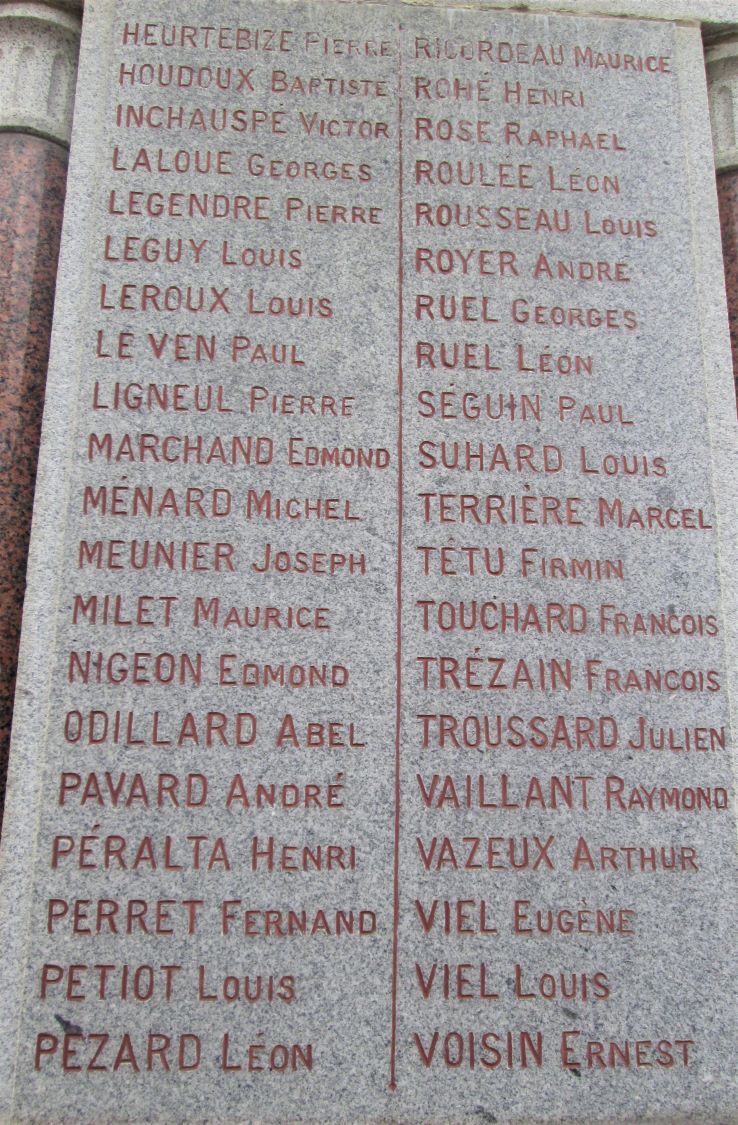 HEURTEBIZE PIERRE
HOUDOUX BAPTISTE
INCHAUSPÉ VICTOR
LALOUE GEORGES
LEGENDRE PIERRE
LEGUY LOUIS
LEROUX LOUIS
LE VEN PAUL
LIGNEUL PIERRE
MARCHAND EDMOND
MÉNARD MICHEL
MEUNIER JOSEPH
MILET MAURICE
NIGEON EDMOND
ODILLARD ABEL
PAVARD ANDRÉ
PÉRALTA HENRI
PERRET FERNAND
PETIOT LOUIS
PEZARD LÉON
RICORDEAU MAURICE
ROHÉ HENRI
ROSE RAPHAEL
ROULÉE LÉON
ROUSSEAU LOUIS
ROYER ANDRÉ
RUEL GEORGES
RUEL LÉON
SÉGUIN PAUL
SUHARD LOUIS
TERRIÈRE MARCEL
TÊTU FIRMIN
TOUCHARD FRANCOIS
TRÉZAIN FRANCOIS
TROUSSARD JULIEN
VAILLANT RAYMOND
VAZEUX ARTHUR
VIEL EUGÈNE
VIEL LOUIS
VOISIN ERNEST